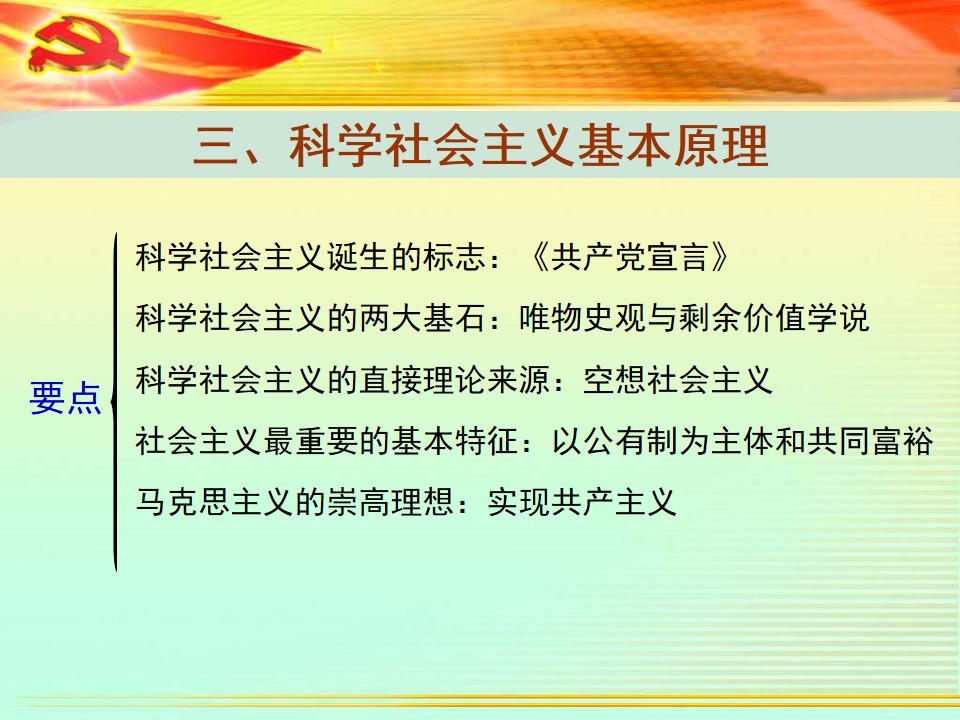 三、科学社会主义基本原理
科学社会主义诞生的标志：《共产党宣言》
科学社会主义的两大基石：唯物史观与剩余价值学说
要点
科学社会主义的直接理论来源：空想社会主义
社会主义最重要的基本特征：以公有制为主体和共同富裕
马克思主义的崇高理想：实现共产主义